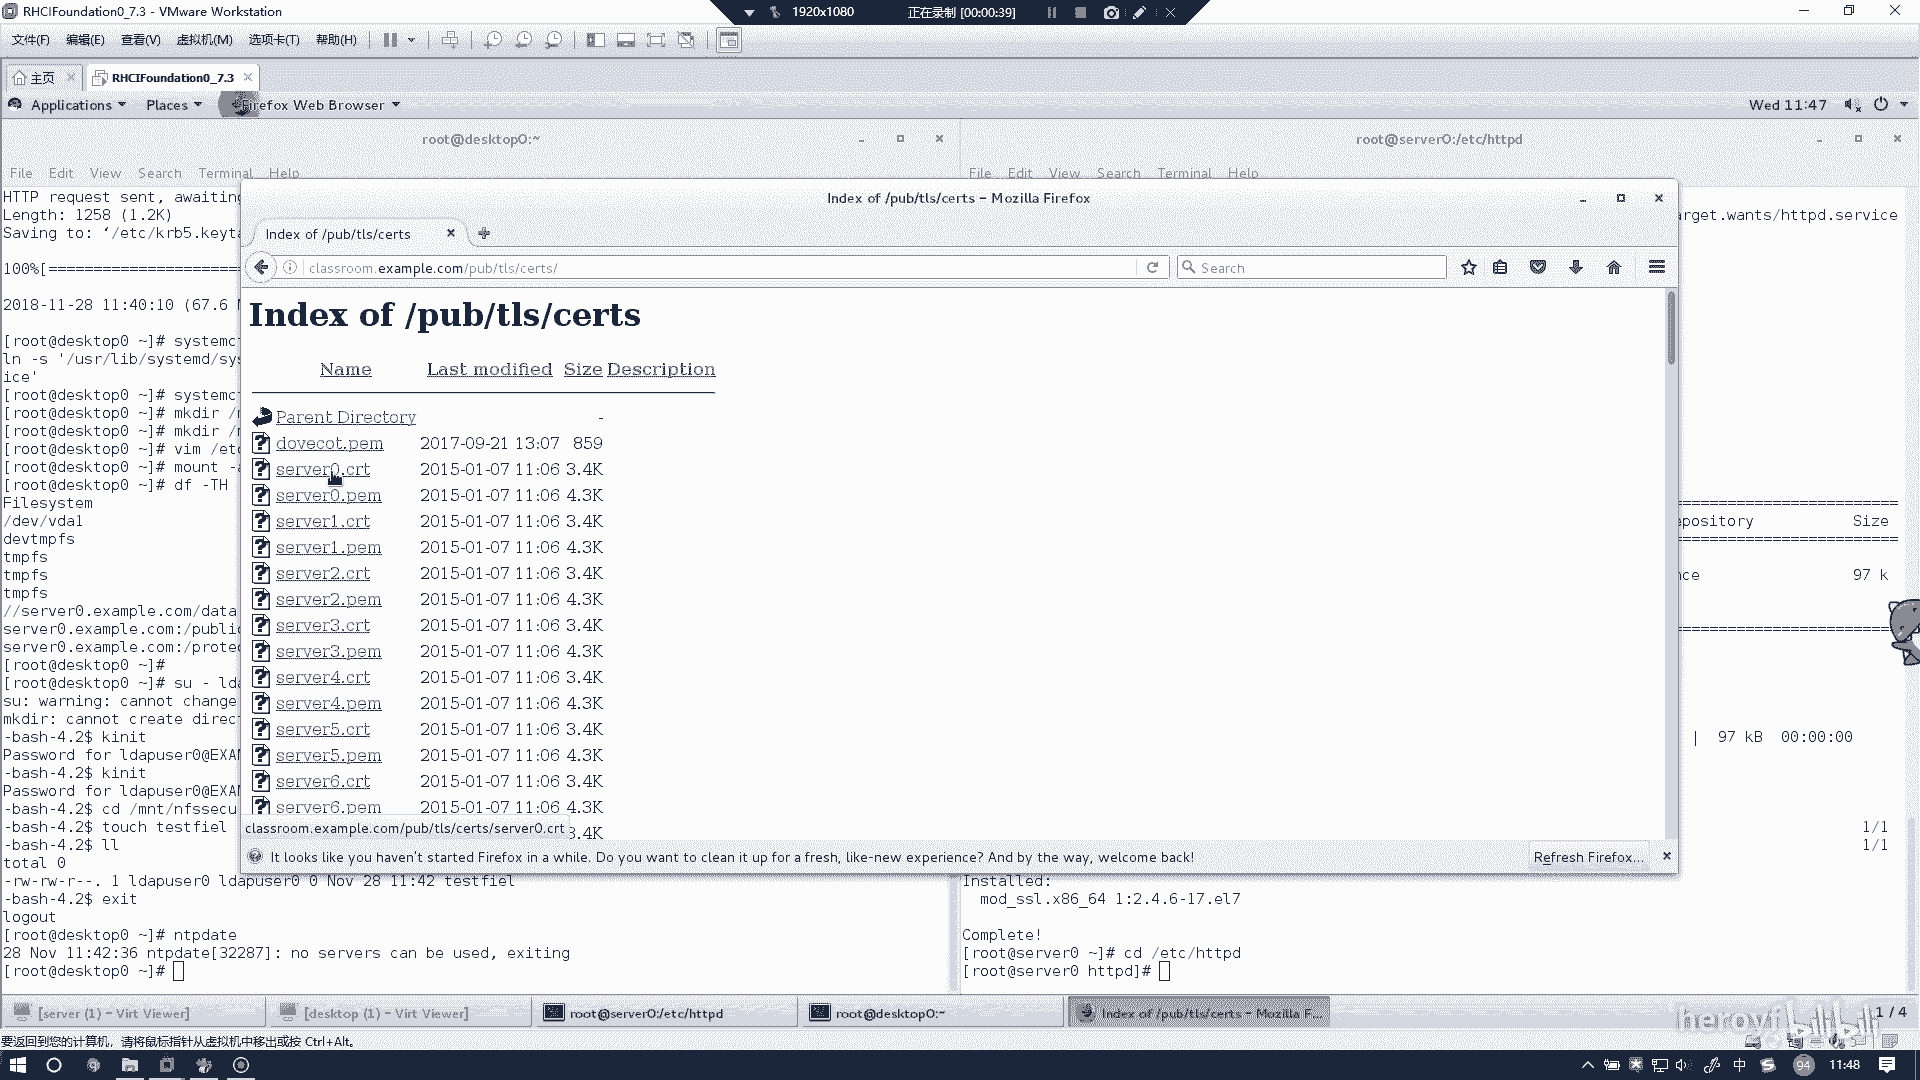 RHCIFoundation0_7.3 - VMware Workstation
1920x1080
正在录制 [00:00:39]
文件(F) 编辑(E) 查看(V) 虚拟机(M) 选项卡(T) 帮助(H)
主页
RHCIFoundation0_7.3
Applications Places Firefox Web Browser
Wed 11:47
root@desktop0:~
root@server0:/etc/httpd
File Edit View Search Terminal Help
File Edit View Search Terminal Help
HTTP request sent, awaiting
Length: 1258 (1.2K)
Saving to: ‘/etc/krb5.keyta
100%[=====================
2018-11-28 11:40:10 (67.6
[root@desktop0 ~]# systemc
ln -s '/usr/lib/systemd/sys
ice'
[root@desktop0 ~]# systemc
[root@desktop0 ~]# mkdir /
[root@desktop0 ~]# mkdir /
[root@desktop0 ~]# vim /etc
[root@desktop0 ~]# mount -a
[root@desktop0 ~]# df -TH
Filesystem
/dev/vda1
devtmpfs
tmpfs
tmpfs
tmpfs
//server0.example.com/data
server0.example.com:/public
server0.example.com:/protec
[root@desktop0 ~]#
[root@desktop0 ~]# su - lda
su: warning: cannot change
mkdir: cannot create direc
-bash-4.2$ kinit
Password for ldapuser0@EXAM
-bash-4.2$ kinit
Password for ldapuser0@EXAM
-bash-4.2$ cd /mnt/nfssecu
-bash-4.2$ touch testfiel
-bash-4.2$ ll
total 0
-rw-rw-r--. 1 ldapuser0 ldapuser0 0 Nov 28 11:42 testfiel
-bash-4.2$ exit
logout
[root@desktop0 ~]# ntpdate
28 Nov 11:42:36 ntpdate[32287]: no servers can be used, exiting
[root@desktop0 ~]#
Index of /pub/tls/certs - Mozilla Firefox
Index of /pub/tls/certs
classroom.example.com/pub/tls/certs/
Search
Index of /pub/tls/certs
Name Last modified Size Description
Parent Directory -
dovecot.pem 2017-09-21 13:07 859
server0.crt 2015-01-07 11:06 3.4K
server0.pem 2015-01-07 11:06 4.3K
server1.crt 2015-01-07 11:06 3.4K
server1.pem 2015-01-07 11:06 4.3K
server2.crt 2015-01-07 11:06 3.4K
server2.pem 2015-01-07 11:06 4.3K
server3.crt 2015-01-07 11:06 3.4K
server3.pem 2015-01-07 11:06 4.3K
server4.crt 2015-01-07 11:06 3.4K
server4.pem 2015-01-07 11:06 4.3K
server5.crt 2015-01-07 11:06 3.4K
server5.pem 2015-01-07 11:06 4.3K
server6.crt 2015-01-07 11:06 3.4K
server6.pem 2015-01-07 11:06 4.3K
3.4K
classroom.example.com/pub/tls/certs/server0.crt
It looks like you haven't started Firefox in a while. Do you want to clean it up for a fresh, like-new experience? And by the way, welcome back!
Refresh Firefox...
arget.wants/httpd.service
======================
epository Size
======================
nce 97 k
======================
| 97 kB 00:00:00
1/1
1/1
Installed:
mod_ssl.x86_64 1:2.4.6-17.el7
Complete!
[root@server0 ~]# cd /etc/httpd
[root@server0 httpd]#
[server (1) - Virt Viewer]
[desktop (1) - Virt Viewer]
root@server0:/etc/httpd
root@desktop0:~
Index of /pub/tls/certs - Mozilla F...
heroyf bilibili
1 / 4
要返回到您的计算机，请将鼠标指针从虚拟机中移出或按 Ctrl+Alt。
中
94
11:48